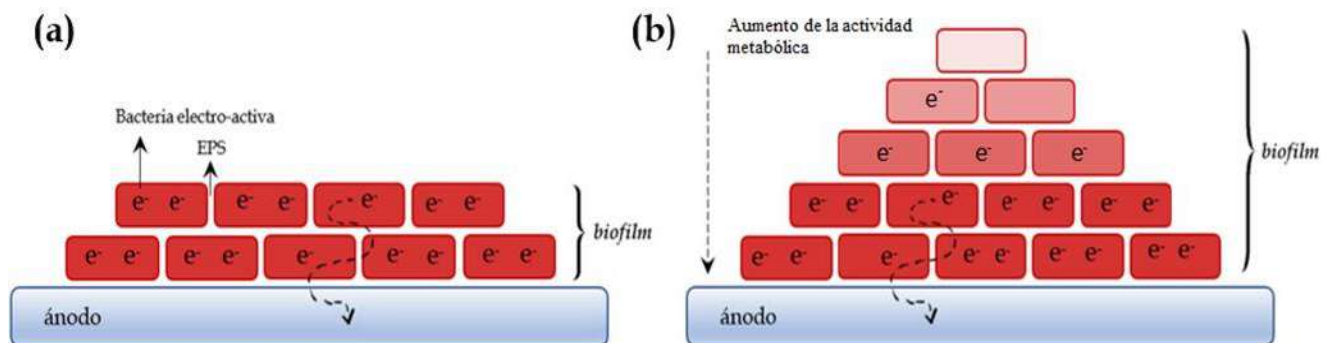 (a)
Bacteria electro-activa
EPS
e- e- e- e- e- e- e-
e- e- e- e- e- e- e- e- e-
biofilm
ánodo
(b)
Aumento de la actividad
metabólica
e-
e- e- e-
e- e- e- e- e- e- e-
e- e- e- e- e- e- e- e- e-
biofilm
ánodo